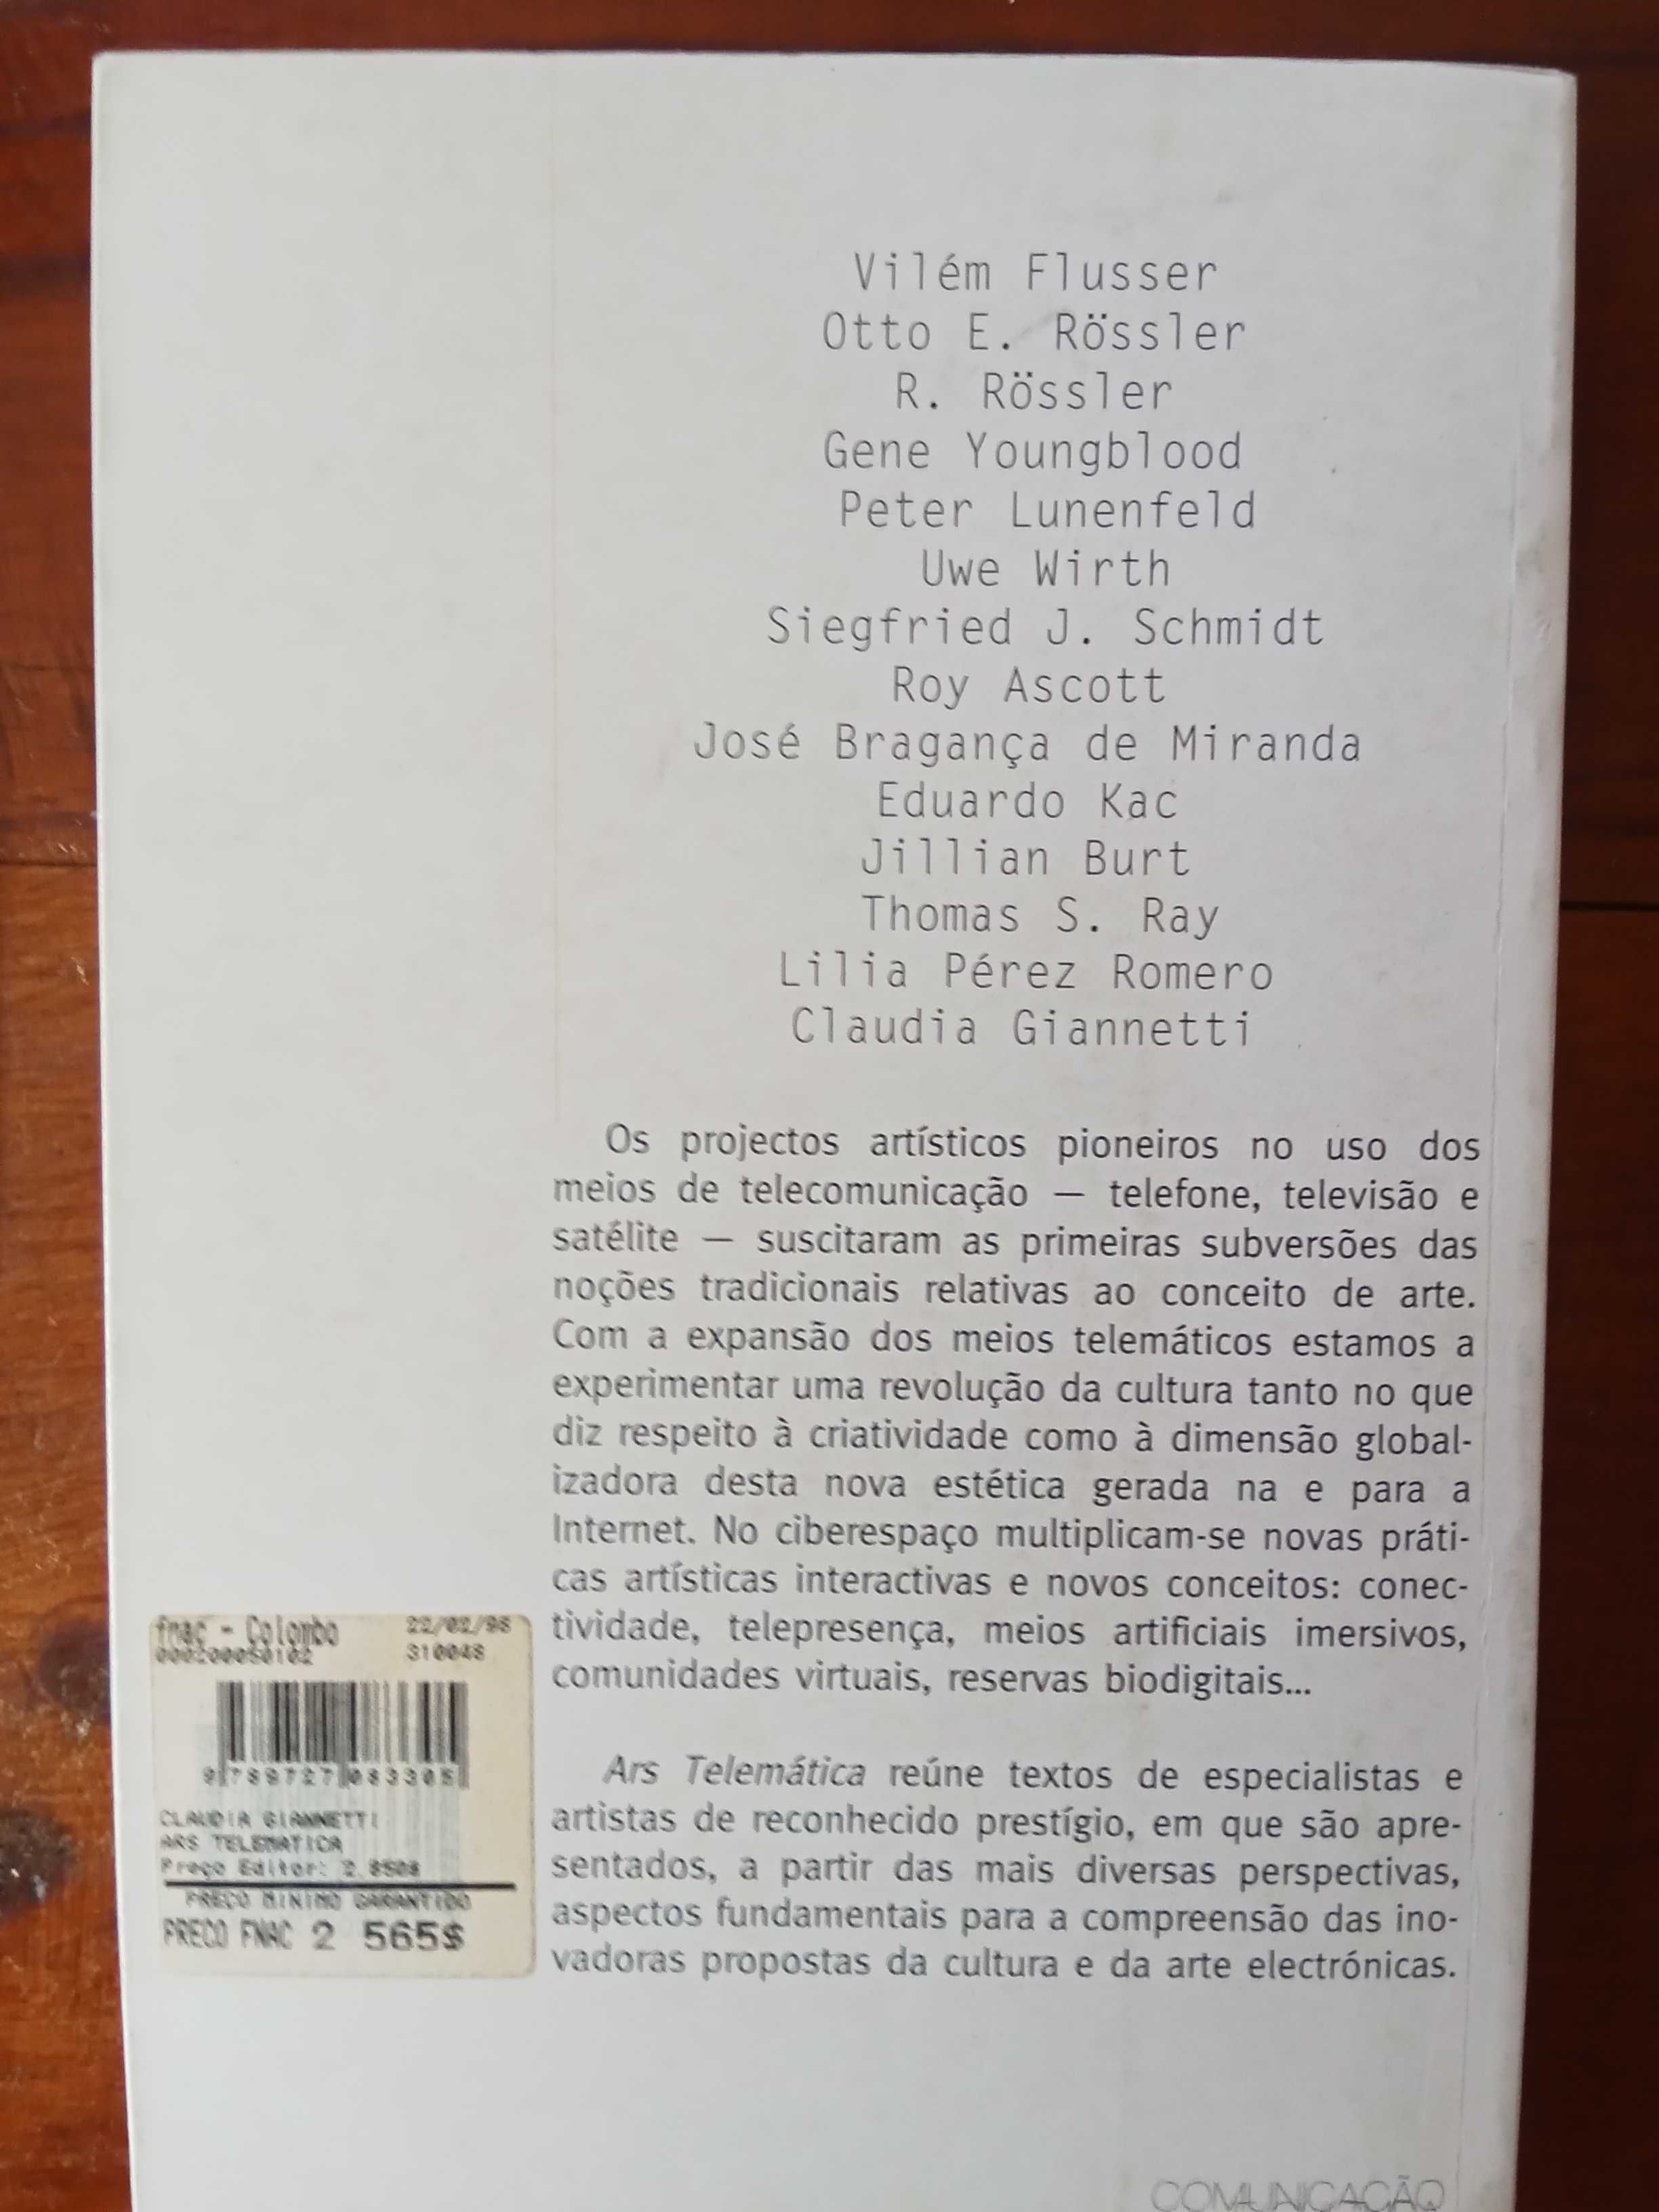 Vilém Flusser
Otto E. Rössler
R. Rössler
Gene Youngblood
Peter Lunenfeld
Uwe Wirth
Siegfried J. Schmidt
Roy Ascott
José Bragança de Miranda
Eduardo Kac
Jillian Burt
Thomas S. Ray
Lilia Pérez Romero
Claudia Giannetti
Os projectos artísticos pioneiros no uso dos
meios de telecomunicação — telefone, televisão e
satélite — suscitaram as primeiras subversões das
noções tradicionais relativas ao conceito de arte.
Com a expansão dos meios telemáticos estamos a
experimentar uma revolução da cultura tanto no que
diz respeito à criatividade como à dimensão global-
izadora desta nova estética gerada na e para a
Internet. No ciberespaço multiplicam-se novas práti-
cas artísticas interactivas e novos conceitos: conec-
tividade, telepresença, meios artificiais imersivos,
comunidades virtuais, reservas biodigitais...
Ars Telemática reúne textos de especialistas e
artistas de reconhecido prestígio, em que são apre-
sentados, a partir das mais diversas perspectivas,
aspectos fundamentais para a compreensão das ino-
vadoras propostas da cultura e da arte electrónicas.
fnac - Colombo 22/02/98
310048
9 789727 083305
CLAUDIA GIANNETTI
ARS TELEMATICA
Preço Editor: 2.850$
PREÇO MINIMO GARANTIDO
PRECO FNAC 2 565$
COMUNICAÇÃO